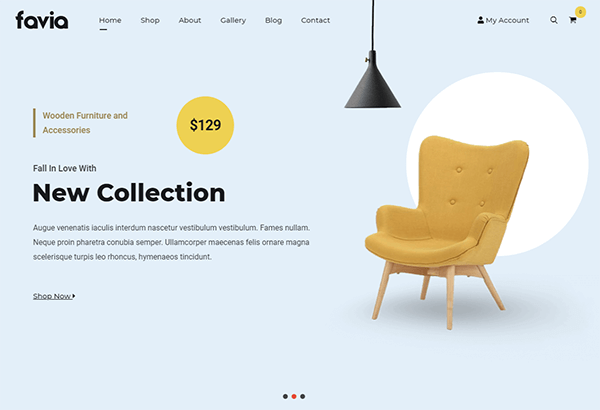 favia
Home Shop About Gallery Blog Contact
My Account
0
Wooden Furniture and
Accessories
$129
Fall In Love With
New Collection
Augue venenatis iaculis interdum nascetur vestibulum vestibulum. Fames nullam.
Neque proin pharetra conubia semper. Ullamcorper maecenas felis ornare magna
scelerisque turpis leo rhoncus, hymenaeos tincidunt.
Shop Now